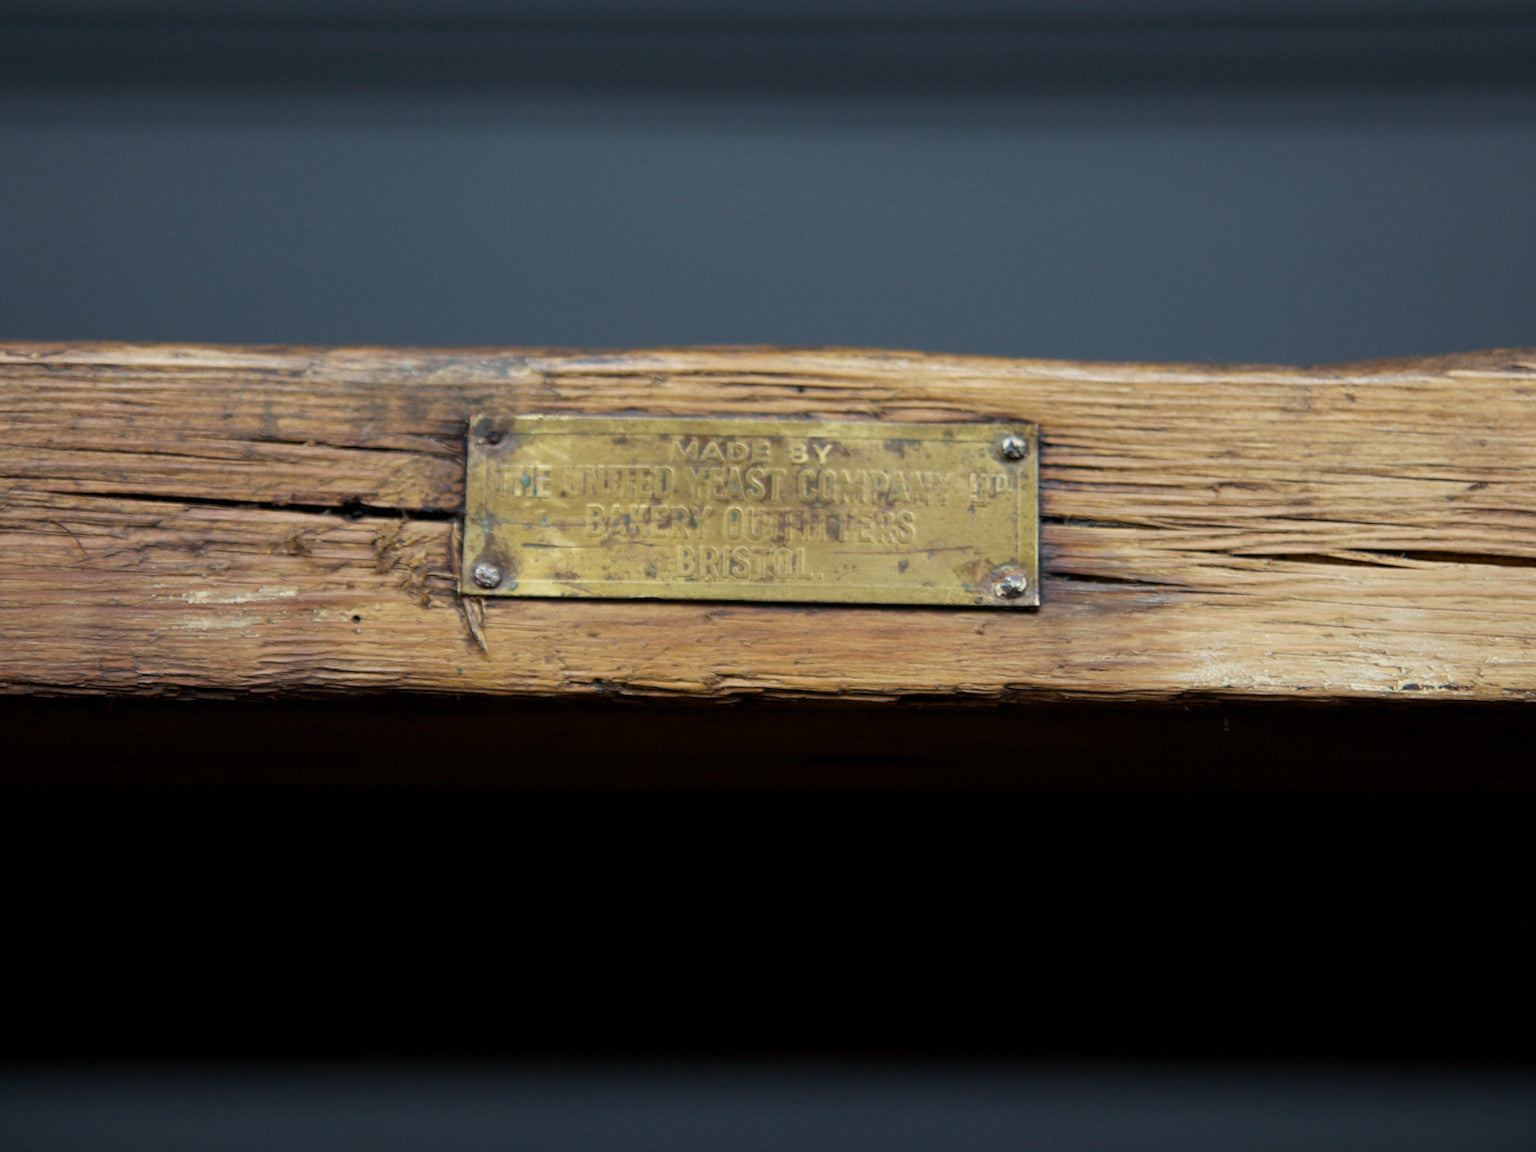 MADE BY
THE UNITED YEAST COMPANY LTD
BAKERY OUTFITTERS
BRISTOL.